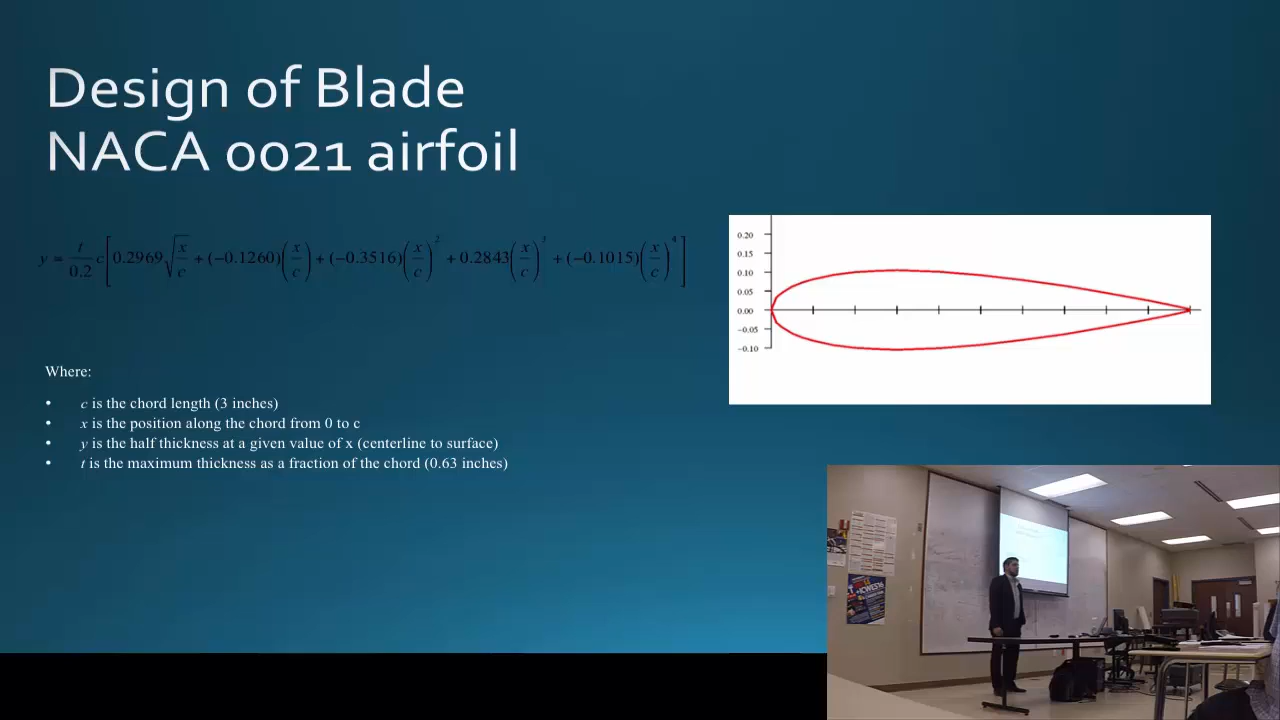 Design of Blade
NACA 0021 airfoil
y = t/0.2 c [ 0.2969 √(x/c) + (−0.1260) (x/c) + (−0.3516) (x/c)^2 + 0.2843 (x/c)^3 + (−0.1015) (x/c)^4 ]
Where:
• c is the chord length (3 inches)
• x is the position along the chord from 0 to c
• y is the half thickness at a given value of x (centerline to surface)
• t is the maximum thickness as a fraction of the chord (0.63 inches)
0.20
0.15
0.10
0.05
0.00
−0.05
−0.10